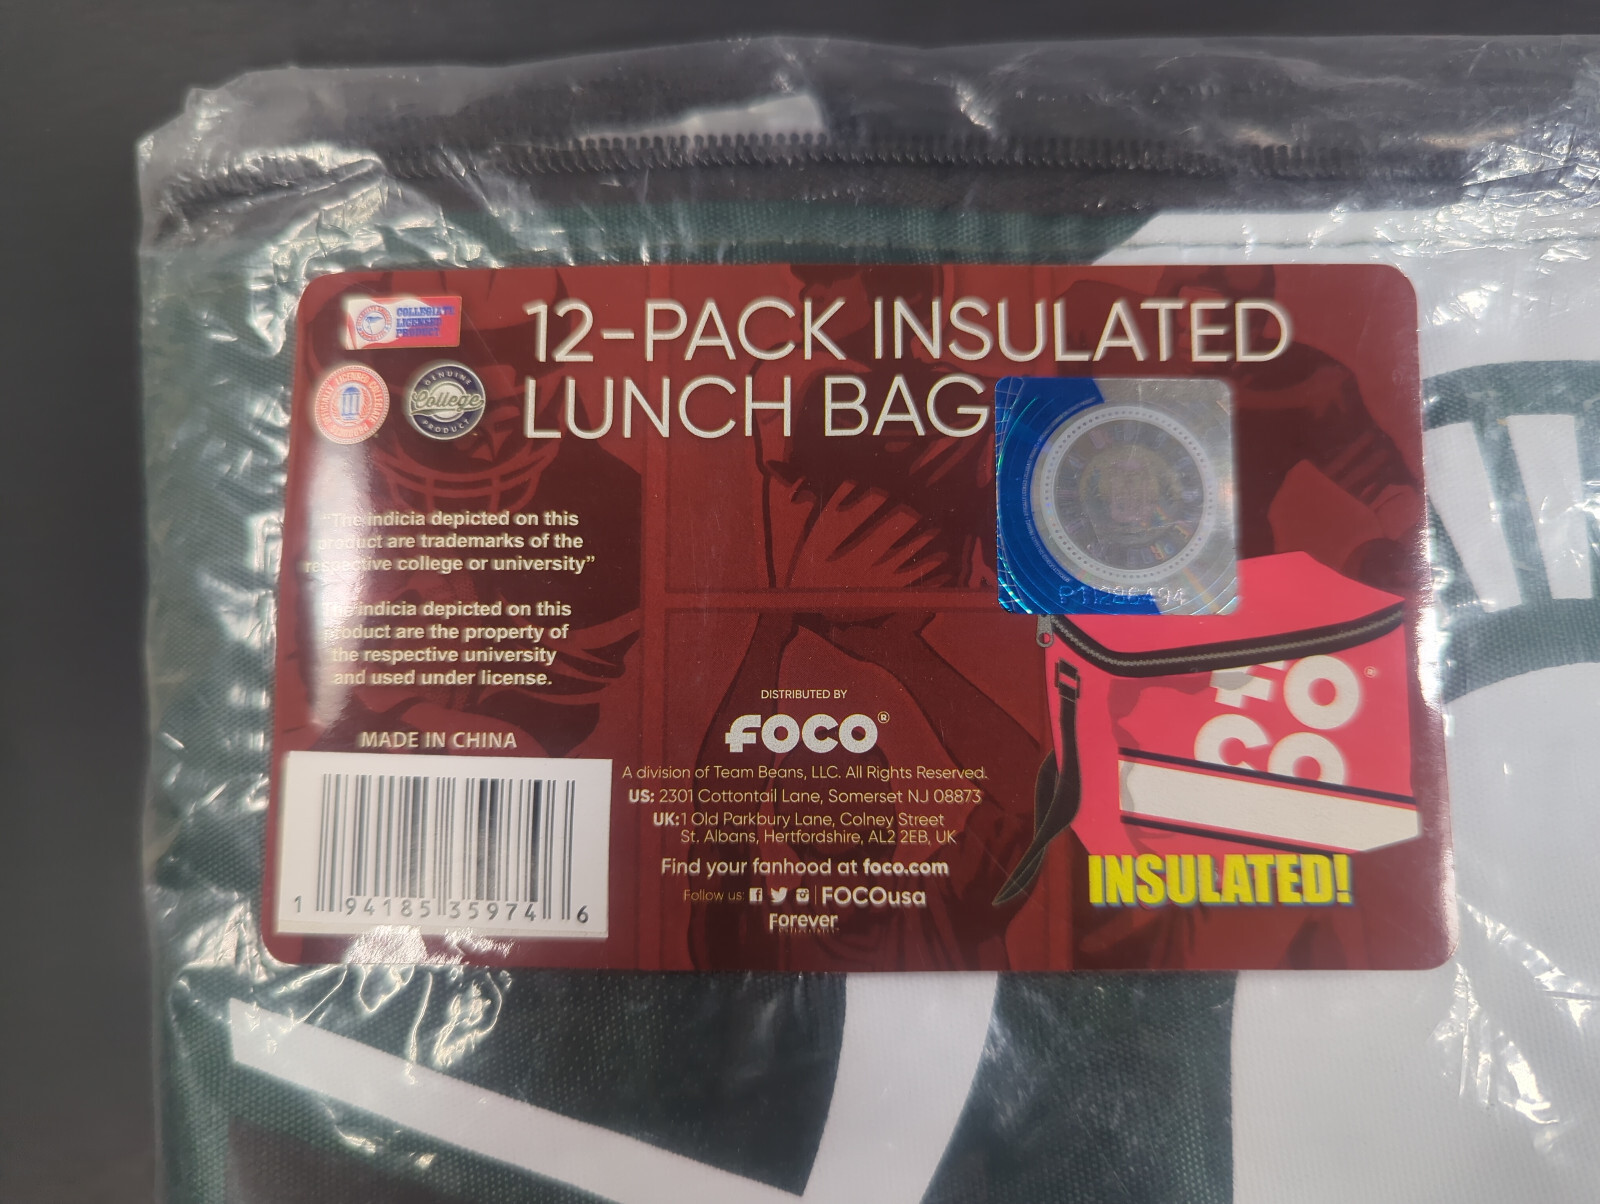 COLLEGIATE
LICENSED
PRODUCT
12-PACK INSULATED
LUNCH BAG
GENUINE
College
PRODUCT
"The indicia depicted on this
product are trademarks of the
respective college or university"
The indicia depicted on this
product are the property of
the respective university
and used under license.
MADE IN CHINA
1 94185 35974 6
DISTRIBUTED BY
FOCO®
A division of Team Beans, LLC. All Rights Reserved.
US: 2301 Cottontail Lane, Somerset NJ 08873
UK: 1 Old Parkbury Lane, Colney Street
St. Albans, Hertfordshire, AL2 2EB, UK
Find your fanhood at foco.com
Follow us: | FOCOusa
Forever
P11286494
fo
co
INSULATED!